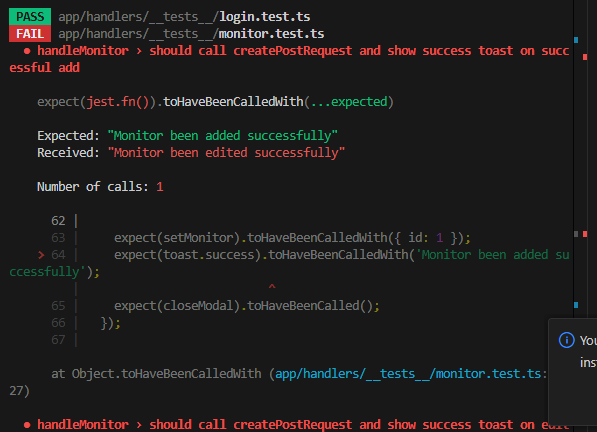 PASS app/handlers/__tests__/login.test.ts
FAIL app/handlers/__tests__/monitor.test.ts
● handleMonitor › should call createPostRequest and show success toast on succ
essful add
expect(jest.fn()).toHaveBeenCalledWith(...expected)
Expected: "Monitor been added successfully"
Received: "Monitor been edited successfully"
Number of calls: 1
62 |
63 | expect(setMonitor).toHaveBeenCalledWith({ id: 1 });
> 64 | expect(toast.success).toHaveBeenCalledWith('Monitor been added su
ccessfully');
| ^
65 | expect(closeModal).toHaveBeenCalled();
66 | });
67 |
You
inst
at Object.toHaveBeenCalledWith (app/handlers/__tests__/monitor.test.ts:
27)
● handleMonitor › should call createPostRequest and show success toast on edit